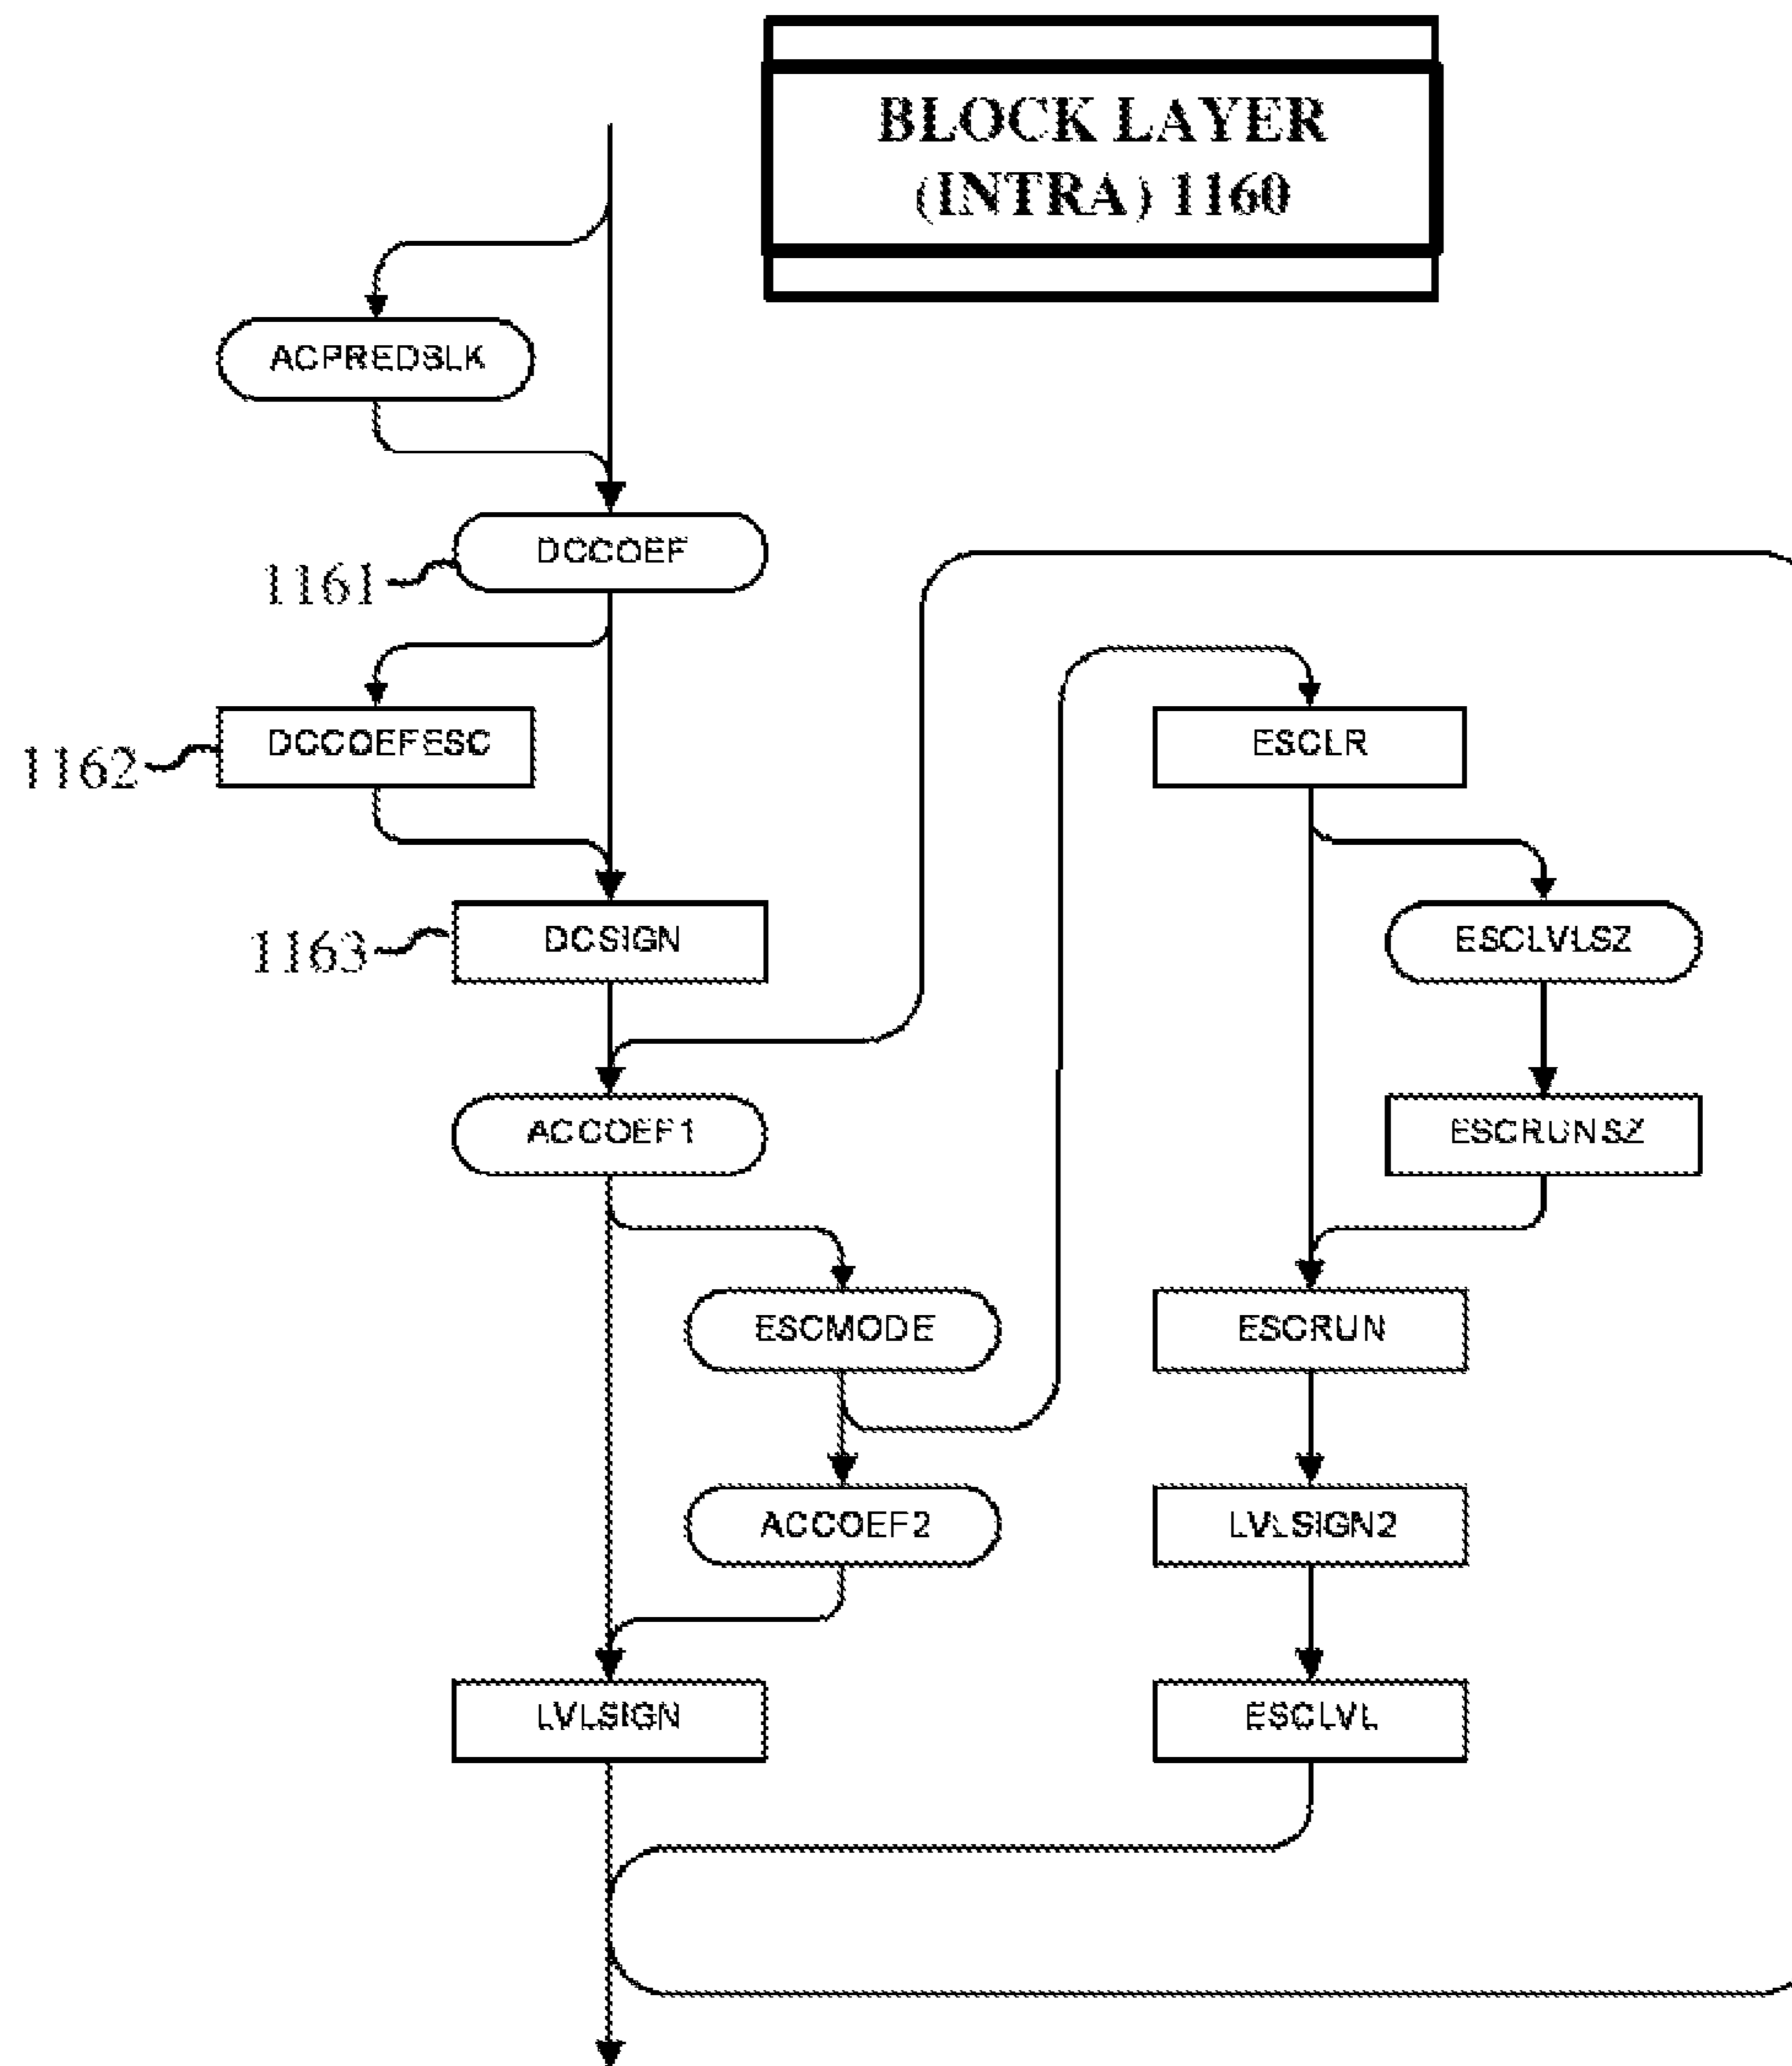 BLOCK LAYER
(INTRA) 1160
ACPREDBLK
DCCOEF
1161
DCCOEFESC
1162
ESCLR
DCSIGN
1163
ESCLVLSZ
ACCOEF1
ESCRUNSZ
ESCMODE
ESCRUN
ACCOEF2
LVLSIGN2
LVLSIGN
ESCLVL